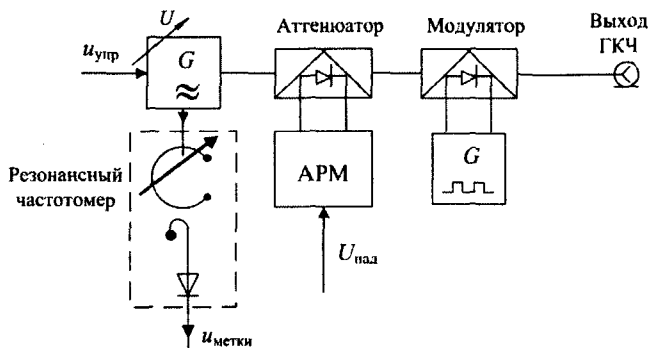 U
Аттенюатор
Модулятор
Выход
ГКЧ
uупр
G
≈
Резонансный
частотомер
АРМ
G
Uпад
uметки